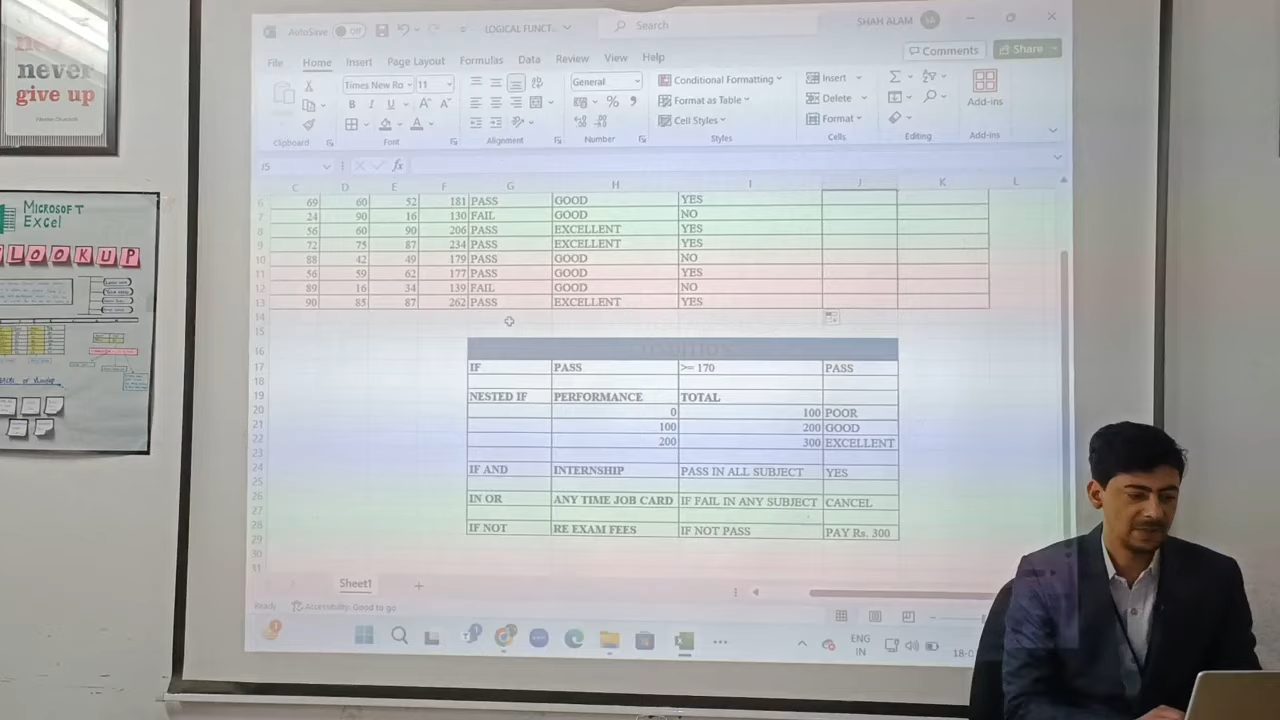 never
give up
MICROSOFT
EXCEL
LOOKUP
AutoSave Off
LOGICAL FUNCT...
Search
SHAH ALAM
File Home Insert Page Layout Formulas Data Review View Help
Comments Share
Times New Ro 11
General
Conditional Formatting
Format as Table
Cell Styles
Insert
Delete
Format
Add-ins
Clipboard Font Alignment Number Styles Cells Editing Add-ins
J5 fx
C D E F G H I J K L
6 69 60 52 181 PASS GOOD YES
7 24 90 16 130 FAIL GOOD NO
8 56 60 90 206 PASS EXCELLENT YES
9 72 75 87 234 PASS EXCELLENT YES
10 88 42 49 179 PASS GOOD NO
11 56 59 62 177 PASS GOOD YES
12 89 16 34 139 FAIL GOOD NO
13 90 85 87 262 PASS EXCELLENT YES
14
15
16 CONDITION
17 IF PASS >= 170 PASS
18
19 NESTED IF PERFORMANCE TOTAL
20 0 100 POOR
21 100 200 GOOD
22 200 300 EXCELLENT
23
24 IF AND INTERNSHIP PASS IN ALL SUBJECT YES
25
26 IN OR ANY TIME JOB CARD IF FAIL IN ANY SUBJECT CANCEL
27
28 IF NOT RE EXAM FEES IF NOT PASS PAY Rs. 300
29
30
31
Sheet1
Ready Accessibility: Good to go
ENG
IN
18-0